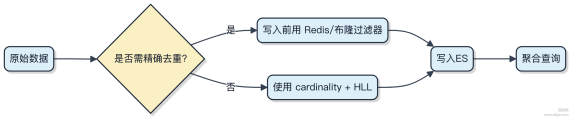 原始数据
是否需精确去重?
是
写入前用 Redis/布隆过滤器
否
使用 cardinality + HLL
写入ES
聚合查询